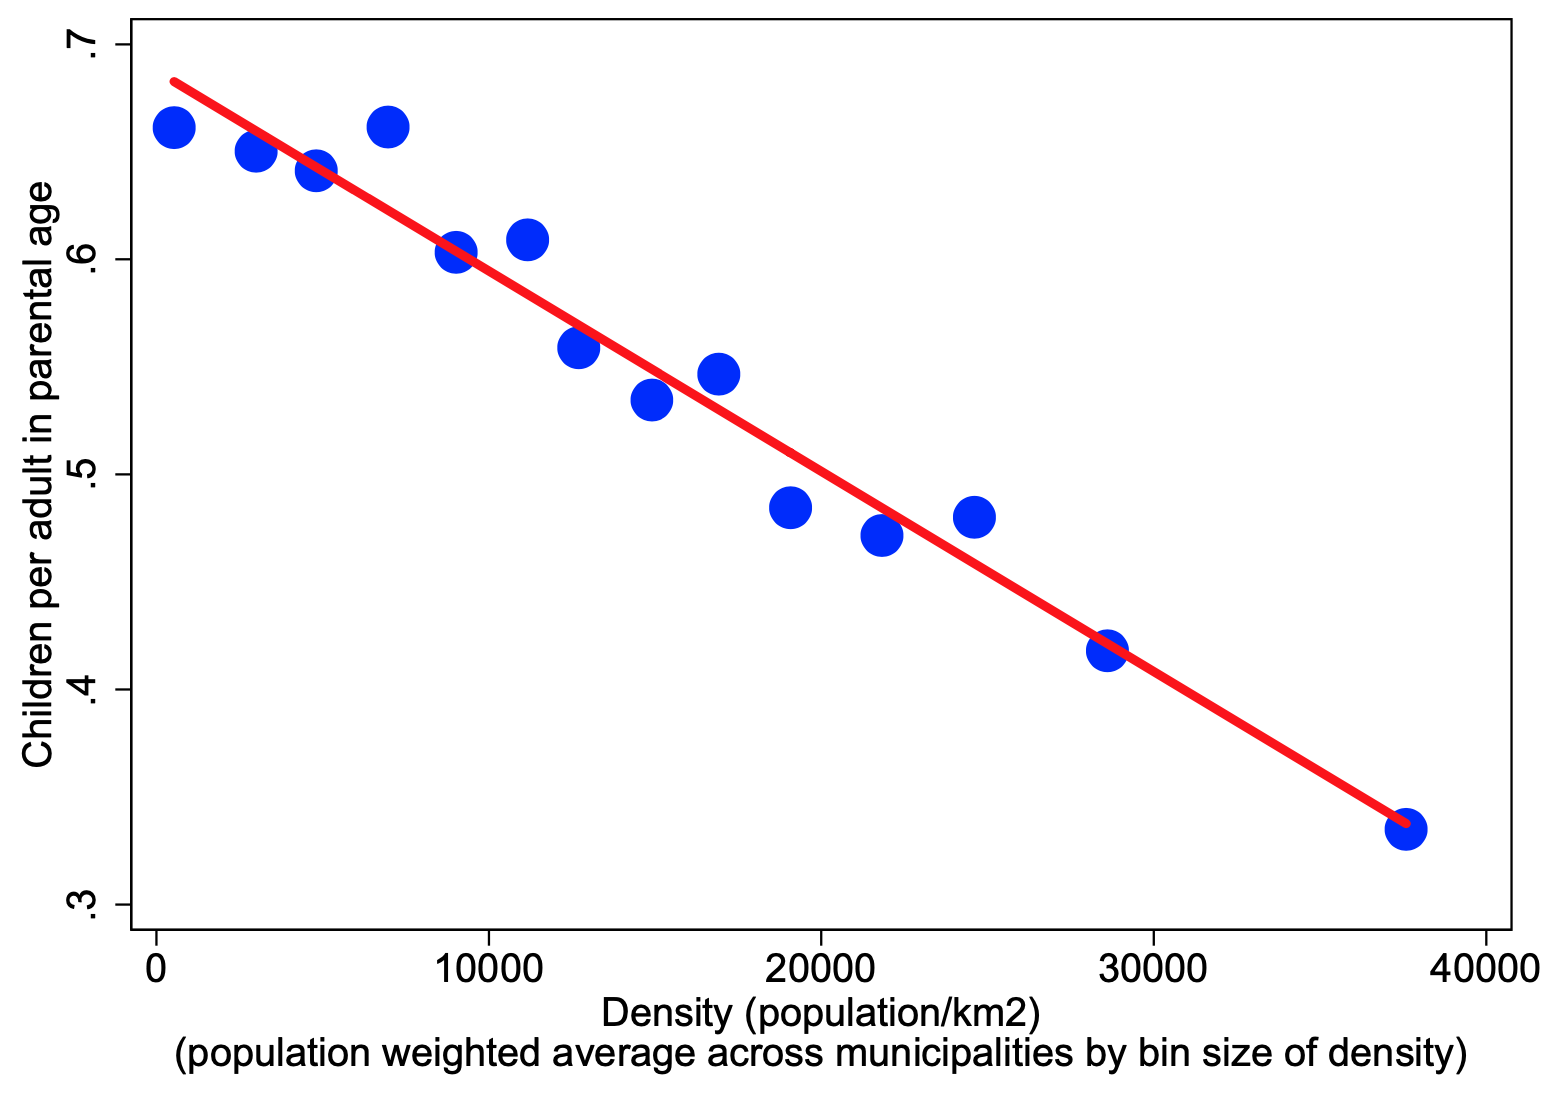 .7
.6
.5
.4
.3
Children per adult in parental age
0 10000 20000 30000 40000
Density (population/km2)
(population weighted average across municipalities by bin size of density)